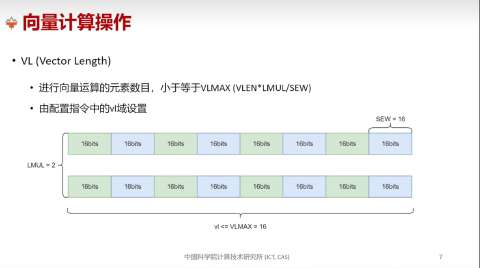 向量计算操作
• VL (Vector Length)
• 进行向量运算的元素数目，小于等于VLMAX (VLEN*LMUL/SEW)
• 由配置指令中的vl域设置
SEW = 16
16bits 16bits 16bits 16bits 16bits 16bits 16bits 16bits
LMUL = 2
16bits 16bits 16bits 16bits 16bits 16bits 16bits 16bits
vl <= VLMAX = 16
中国科学院计算技术研究所 (ICT, CAS)
7